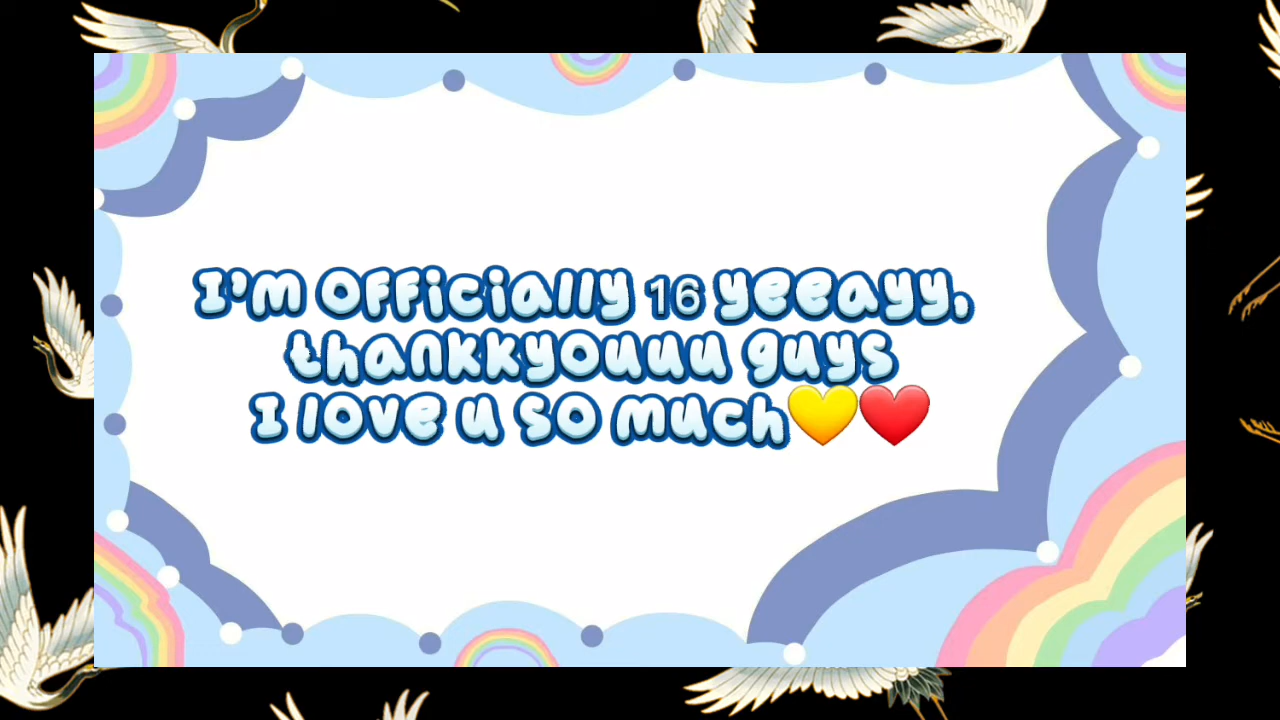 I'm officially 16 yeeayy,
thankkyouuu guys
I love u so much💛❤️